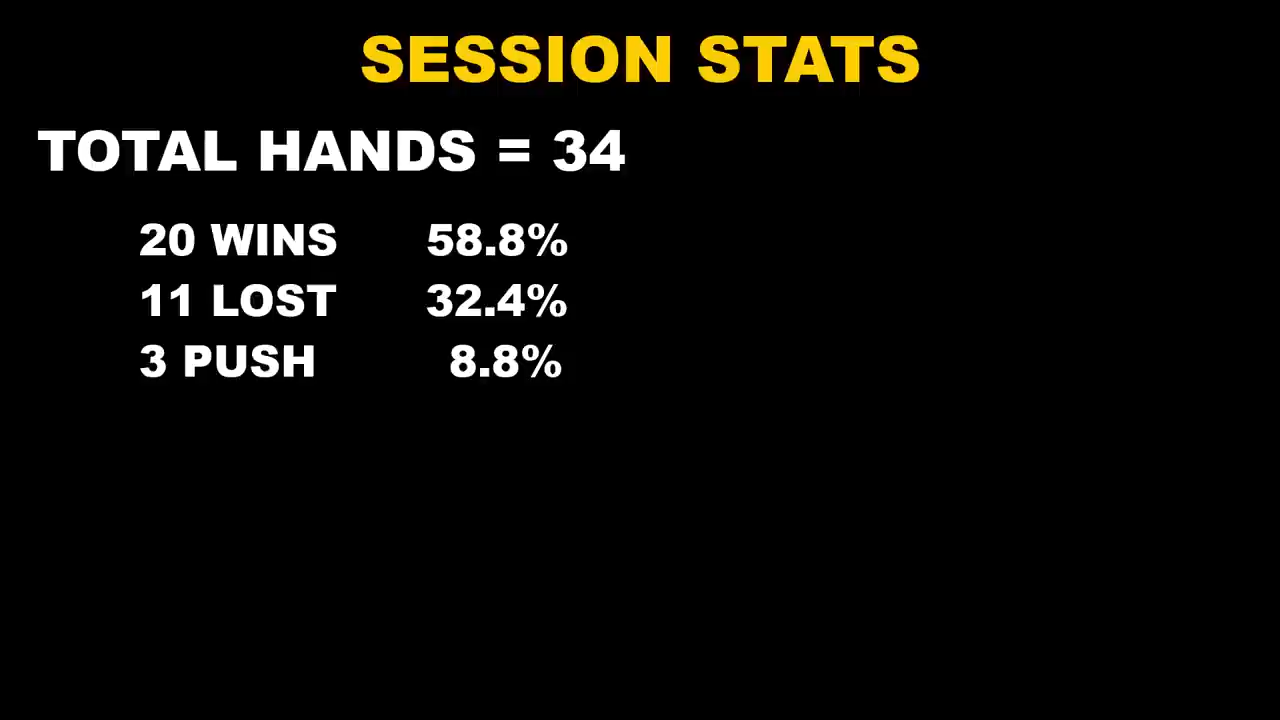 SESSION STATS
TOTAL HANDS = 34
20 WINS 58.8%
11 LOST 32.4%
3 PUSH 8.8%